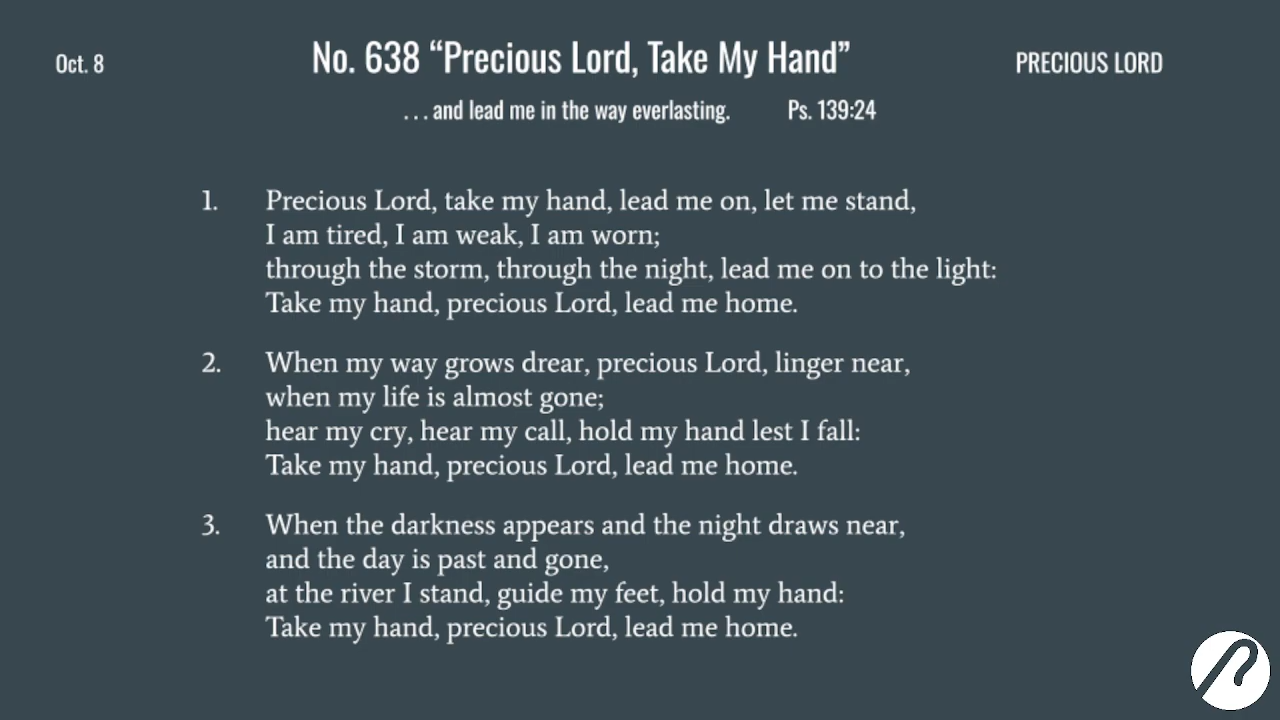 Oct. 8 No. 638 “Precious Lord, Take My Hand” PRECIOUS LORD
. . . and lead me in the way everlasting. Ps. 139:24
1. Precious Lord, take my hand, lead me on, let me stand,
I am tired, I am weak, I am worn;
through the storm, through the night, lead me on to the light:
Take my hand, precious Lord, lead me home.
2. When my way grows drear, precious Lord, linger near,
when my life is almost gone;
hear my cry, hear my call, hold my hand lest I fall:
Take my hand, precious Lord, lead me home.
3. When the darkness appears and the night draws near,
and the day is past and gone,
at the river I stand, guide my feet, hold my hand:
Take my hand, precious Lord, lead me home.